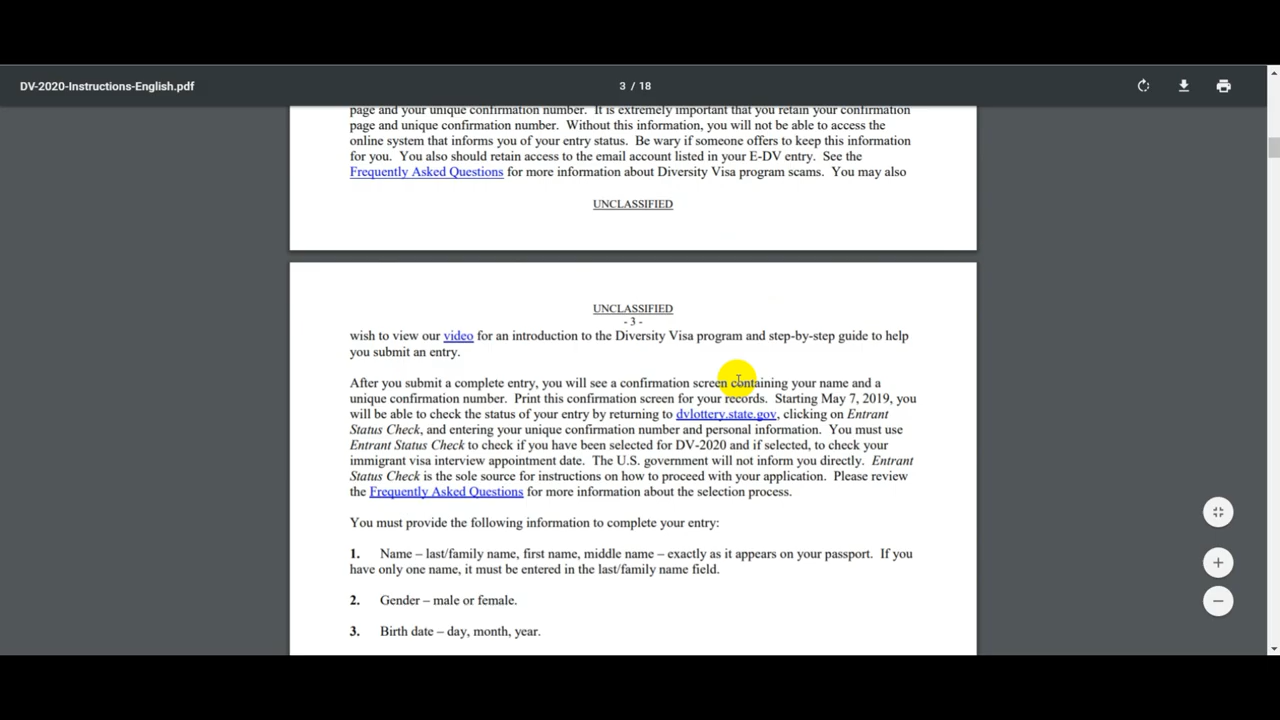 DV-2020-Instructions-English.pdf
3 / 18
page and your unique confirmation number.  It is extremely important that you retain your confirmation
page and unique confirmation number.  Without this information, you will not be able to access the
online system that informs you of your entry status.  Be wary if someone offers to keep this information
for you.  You also should retain access to the email account listed in your E-DV entry.  See the
Frequently Asked Questions for more information about Diversity Visa program scams.  You may also
UNCLASSIFIED
UNCLASSIFIED
- 3 -
wish to view our video for an introduction to the Diversity Visa program and step-by-step guide to help
you submit an entry.
After you submit a complete entry, you will see a confirmation screen containing your name and a
unique confirmation number.  Print this confirmation screen for your records.  Starting May 7, 2019, you
will be able to check the status of your entry by returning to dvlottery.state.gov, clicking on Entrant
Status Check, and entering your unique confirmation number and personal information.  You must use
Entrant Status Check to check if you have been selected for DV-2020 and if selected, to check your
immigrant visa interview appointment date.  The U.S. government will not inform you directly.  Entrant
Status Check is the sole source for instructions on how to proceed with your application.  Please review
the Frequently Asked Questions for more information about the selection process.
You must provide the following information to complete your entry:
1.    Name – last/family name, first name, middle name – exactly as it appears on your passport.  If you
have only one name, it must be entered in the last/family name field.
2.    Gender – male or female.
3.    Birth date – day, month, year.